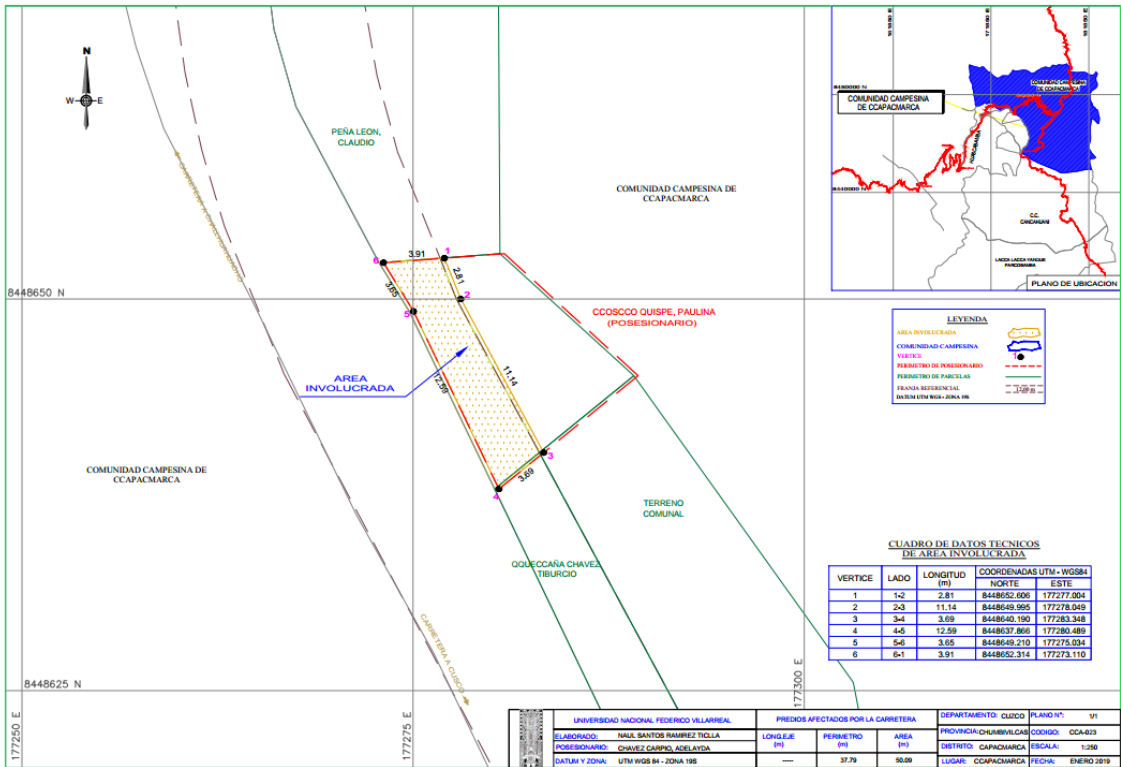 N
W
E
PEÑA LEON,
CLAUDIO
COMUNIDAD CAMPESINA DE
CCAPACMARCA
COMUNIDAD CAMPESINA
DE CCAPACMARCA
COMUNIDAD CAMPESINA
DE CCAPACMARCA
8450000 N
8440000 N
C.C.
CANCAHUANI
PLANO DE UBICACION
8448650 N
3.91
1
6
2.81
2
3.65
5
CCOSCCO QUISPE, PAULINA
(POSESIONARIO)
AREA
INVOLUCRADA
12.59
11.14
3
3.69
4
LEYENDA
AREA INVOLUCRADA
COMUNIDAD CAMPESINA
VERTICE
1
PERIMETRO DE POSESIONARIO
PERIMETRO DE PARCELAS
FRANJA REFERENCIAL
DATUM UTM WGS - ZONA 19S
COMUNIDAD CAMPESINA DE
CCAPACMARCA
TERRENO
COMUNAL
QQUECCAÑA CHAVEZ
TIBURCIO
CARRETERA A CUSCO
8448625 N
177250 E
177275 E
177300 E
CUADRO DE DATOS TECNICOS
DE AREA INVOLUCRADA
VERTICE LADO LONGITUD (m) COORDENADAS UTM - WGS84
NORTE ESTE
1 1-2 2.81 8448652.606 177277.004
2 2-3 11.14 8448649.995 177278.049
3 3-4 3.69 8448640.190 177283.348
4 4-5 12.59 8448637.866 177280.489
5 5-6 3.65 8448649.210 177275.034
6 6-1 3.91 8448652.314 177273.110
UNIVERSIDAD NACIONAL FEDERICO VILLARREAL
ELABORADO: NAUL SANTOS RAMIREZ TICLLA
POSESIONARIO: CHAVEZ CARPIO, ADELAYDA
DATUM Y ZONA: UTM WGS 84 - ZONA 19S
PREDIOS AFECTADOS POR LA CARRETERA
LONG.EJE (m) PERIMETRO (m) AREA (m)
---- 37.79 50.09
DEPARTAMENTO: CUZCO PLANO N°: 1/1
PROVINCIA: CHUMBIVILCAS CODIGO: CCA-023
DISTRITO: CAPACMARCA ESCALA: 1:250
LUGAR: CCAPACMARCA FECHA: ENERO 2019